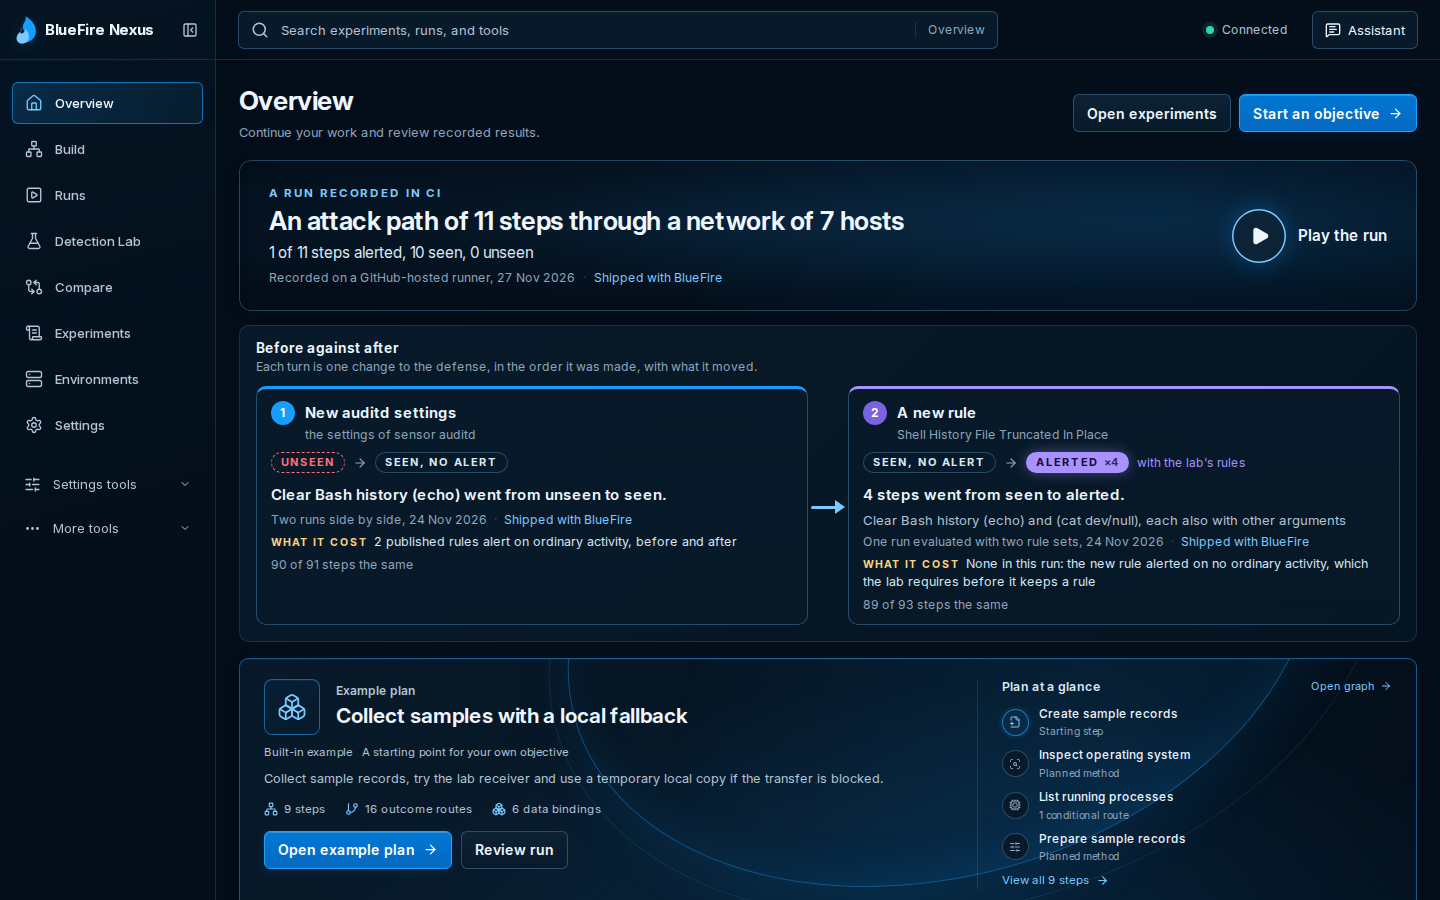 BlueFire Nexus
Search experiments, runs, and tools
Overview
Connected
Assistant
Overview
Build
Runs
Detection Lab
Compare
Experiments
Environments
Settings
Settings tools
More tools
Overview
Continue your work and review recorded results.
Open experiments
Start an objective
A RUN RECORDED IN CI
An attack path of 11 steps through a network of 7 hosts
1 of 11 steps alerted, 10 seen, 0 unseen
Recorded on a GitHub-hosted runner, 27 Nov 2026 · Shipped with BlueFire
Play the run
Before against after
Each turn is one change to the defense, in the order it was made, with what it moved.
1 New auditd settings
the settings of sensor auditd
UNSEEN → SEEN, NO ALERT
Clear Bash history (echo) went from unseen to seen.
Two runs side by side, 24 Nov 2026 · Shipped with BlueFire
WHAT IT COST 2 published rules alert on ordinary activity, before and after
90 of 91 steps the same
2 A new rule
Shell History File Truncated In Place
SEEN, NO ALERT → ALERTED ×4 with the lab's rules
4 steps went from seen to alerted.
Clear Bash history (echo) and (cat dev/null), each also with other arguments
One run evaluated with two rule sets, 24 Nov 2026 · Shipped with BlueFire
WHAT IT COST None in this run: the new rule alerted on no ordinary activity, which
the lab requires before it keeps a rule
89 of 93 steps the same
Example plan
Collect samples with a local fallback
Built-in example A starting point for your own objective
Collect sample records, try the lab receiver and use a temporary local copy if the transfer is blocked.
9 steps 16 outcome routes 6 data bindings
Open example plan →
Review run
Plan at a glance
Open graph →
Create sample records
Starting step
Inspect operating system
Planned method
List running processes
1 conditional route
Prepare sample records
Planned method
View all 9 steps →